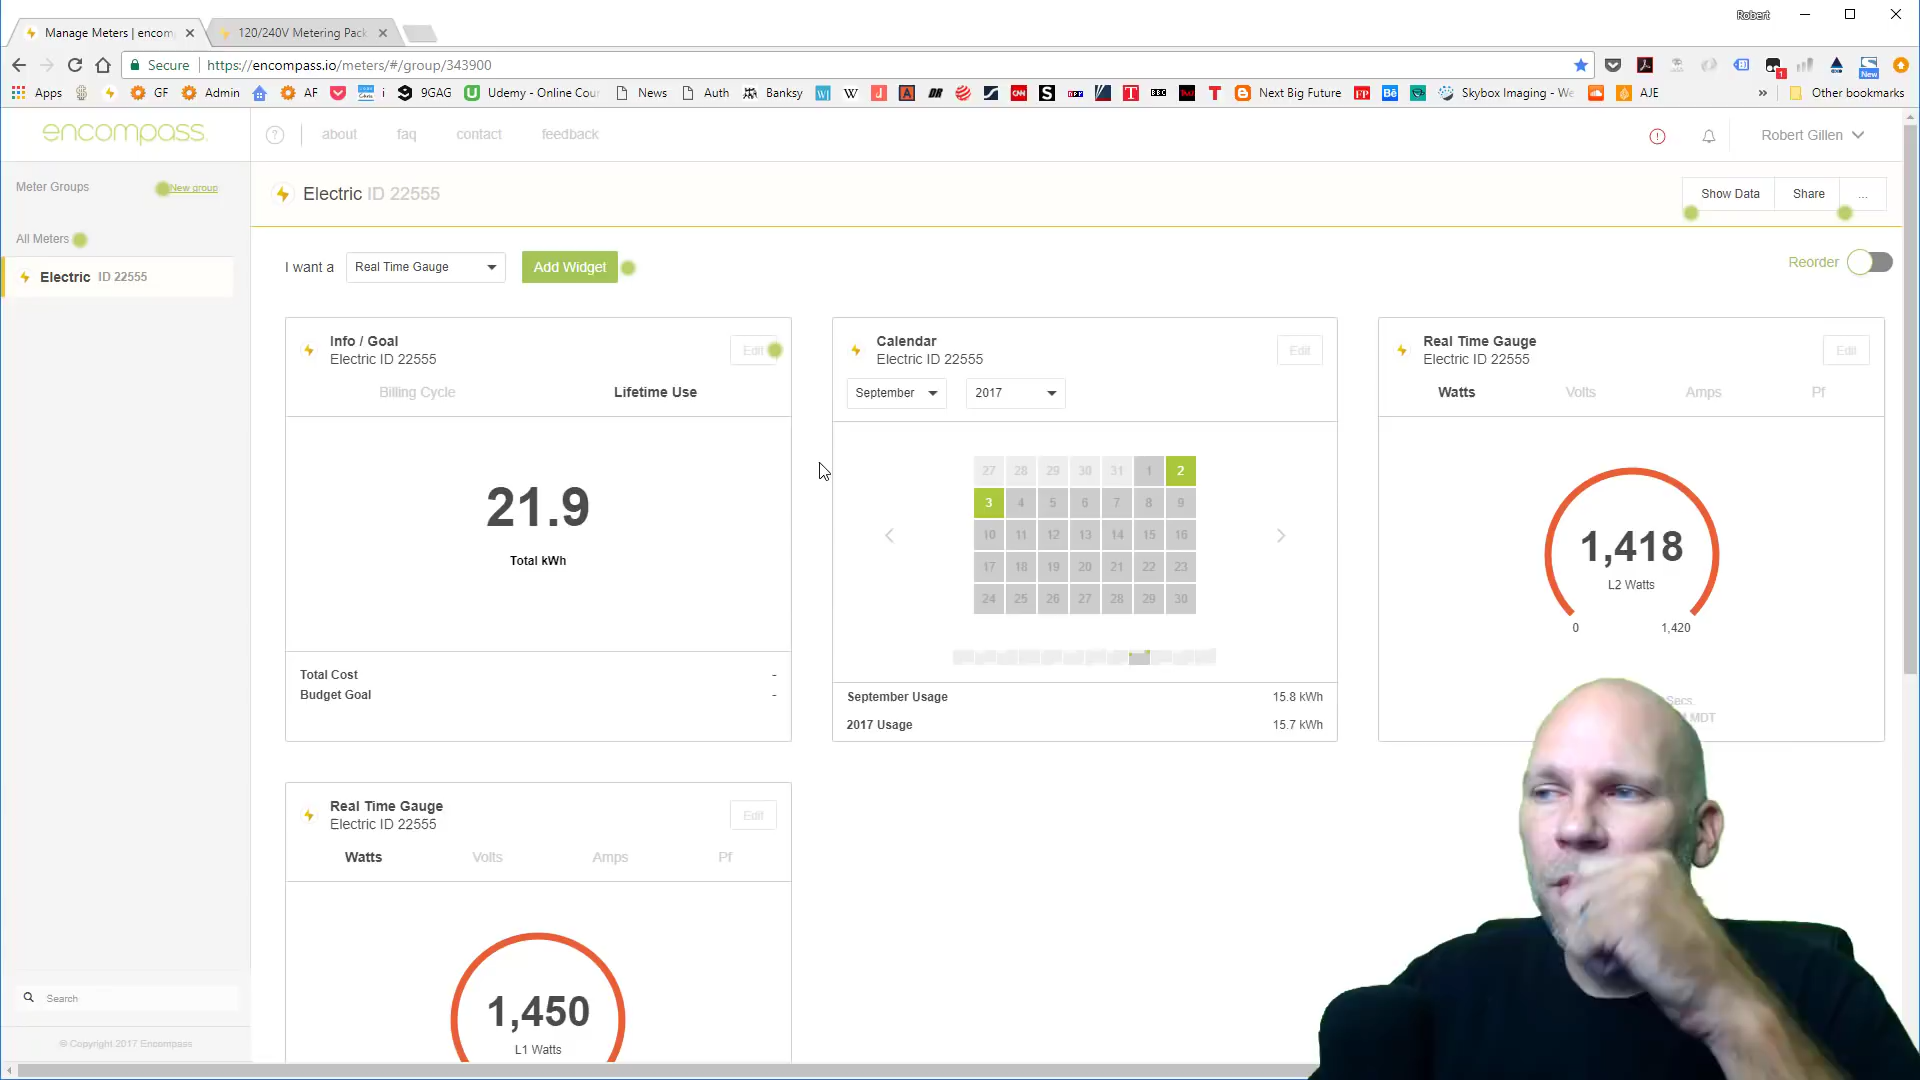 Robert
Manage Meters | encom
120/240V Metering Pack
Secure
https://encompass.io/meters/#/group/343900
New
Apps
GF
Admin
AF
i
9GAG
Udemy - Online Cour
News
Auth
Banksy
Next Big Future
Skybox Imaging - We
AJE
»
Other bookmarks
encompass.
about
faq
contact
feedback
Robert Gillen
Meter Groups
New group
All Meters
Electric ID 22555
Electric ID 22555
Show Data
Share
...
I want a
Real Time Gauge
Add Widget
Reorder
Info / Goal
Electric ID 22555
Edit
Billing Cycle
Lifetime Use
21.9
Total kWh
Total Cost -
Budget Goal -
Calendar
Electric ID 22555
Edit
September
2017
27 28 29 30 31 1 2
3 4 5 6 7 8 9
10 11 12 13 14 15 16
17 18 19 20 21 22 23
24 25 26 27 28 29 30
September Usage 15.8 kWh
2017 Usage 15.7 kWh
Real Time Gauge
Electric ID 22555
Edit
Watts
Volts
Amps
Pf
1,418
L2 Watts
0
1,420
Secs.
MDT
Real Time Gauge
Electric ID 22555
Edit
Watts
Volts
Amps
Pf
1,450
L1 Watts
Search
© Copyright 2017 Encompass